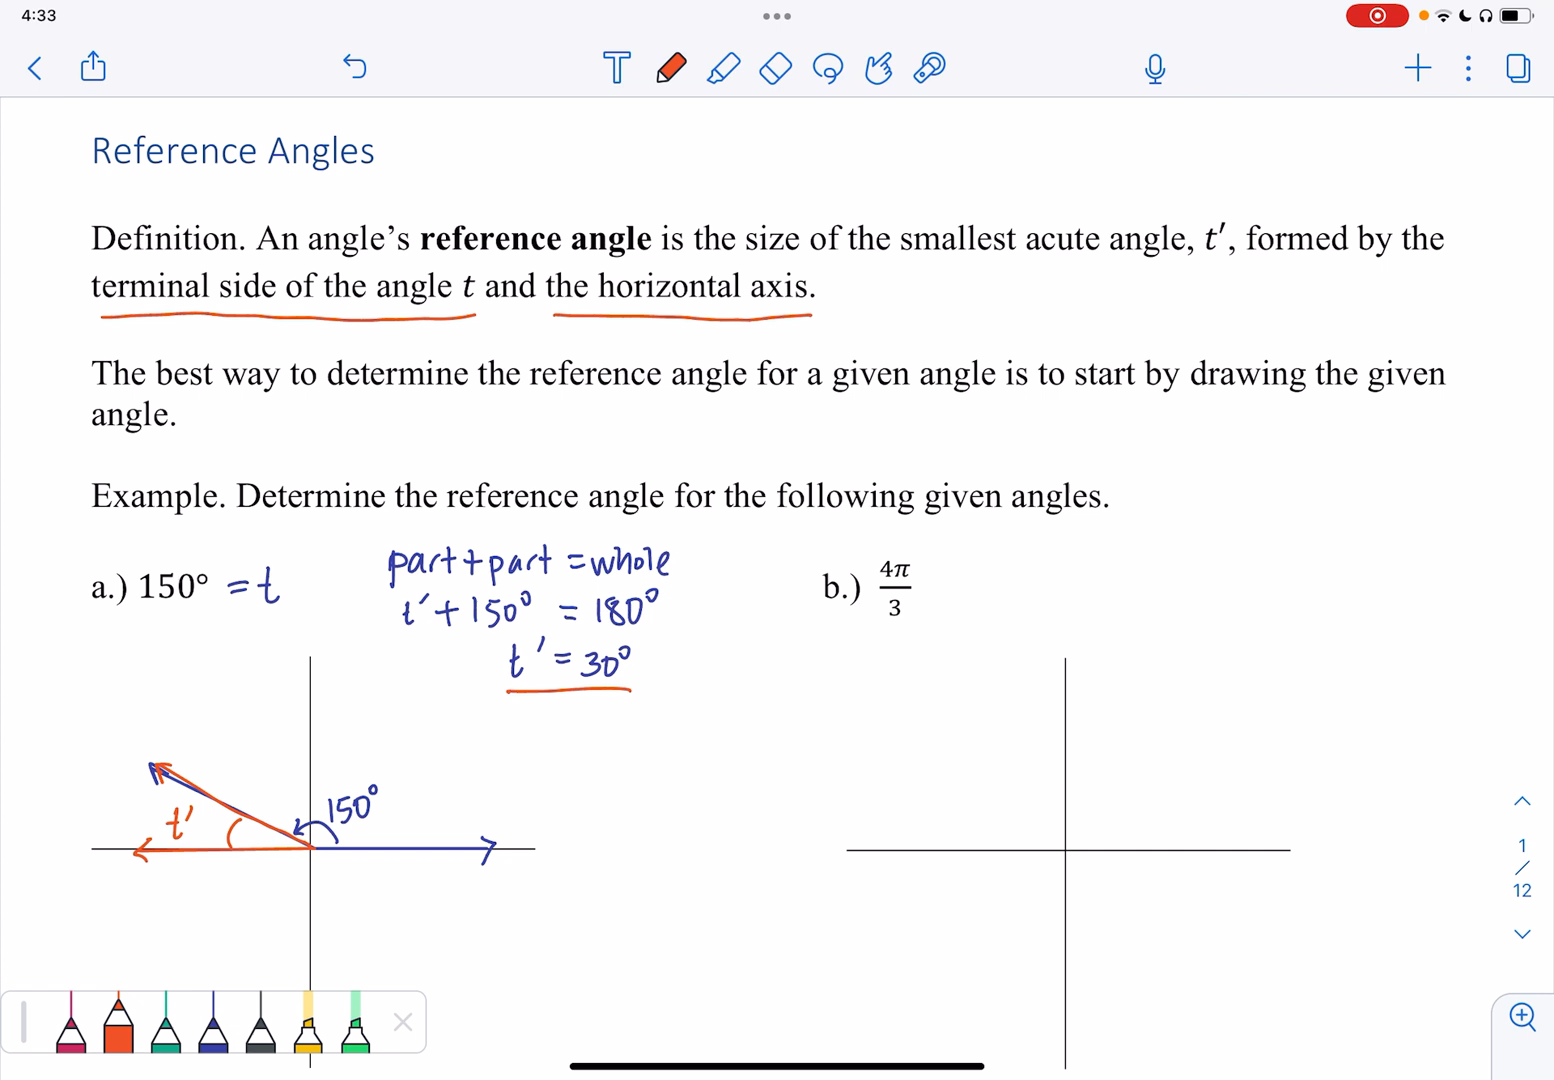 4:33
Reference Angles
Definition. An angle’s reference angle is the size of the smallest acute angle, t′, formed by the
terminal side of the angle t and the horizontal axis.
The best way to determine the reference angle for a given angle is to start by drawing the given
angle.
Example. Determine the reference angle for the following given angles.
a.) 150° = t
part + part = whole
t′ + 150° = 180°
t′ = 30°
b.) 4π/3
150°
t′
1
/
12